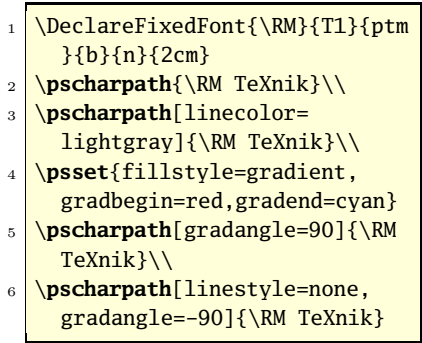 1 \DeclareFixedFont{\RM}{T1}{ptm
}{b}{n}{2cm}
2 \pscharpath{\RM TeXnik}\\
3 \pscharpath[linecolor=
lightgray]{\RM TeXnik}\\
4 \psset{fillstyle=gradient,
gradbegin=red,gradend=cyan}
5 \pscharpath[gradangle=90]{\RM
TeXnik}\\
6 \pscharpath[linestyle=none,
gradangle=-90]{\RM TeXnik}